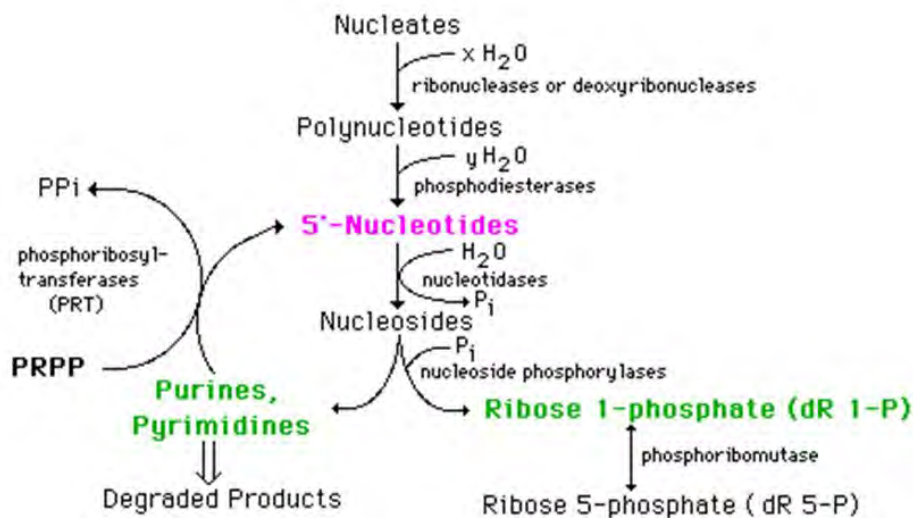 Nucleates
x H2O
ribonucleases or deoxyribonucleases
Polynucleotides
y H2O
phosphodiesterases
PPi
5'-Nucleotides
phosphoribosyl-
transferases
(PRT)
H2O
nucleotidases
Pi
Nucleosides
PRPP
Pi
nucleoside phosphorylases
Purines,
Pyrimidines
Ribose 1-phosphate (dR 1-P)
phosphoribomutase
Degraded Products
Ribose 5-phosphate ( dR 5-P)